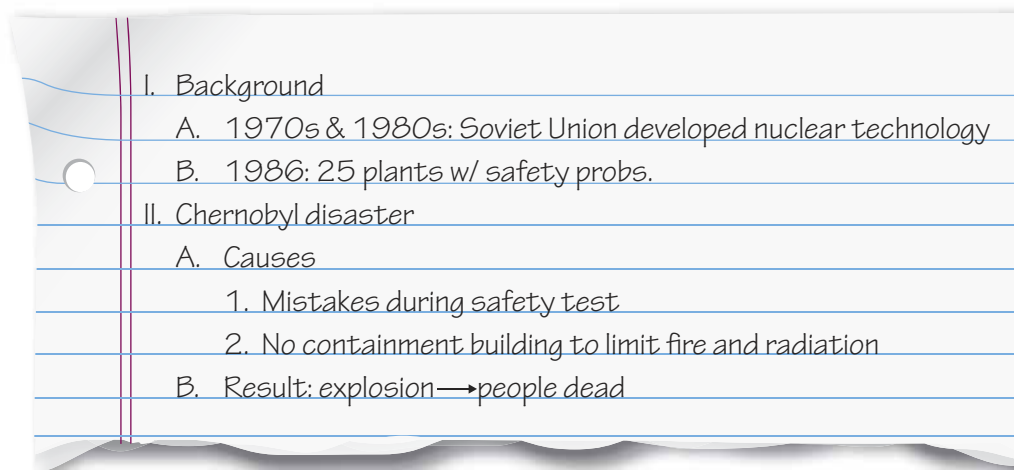 I. Background
A. 1970s & 1980s: Soviet Union developed nuclear technology
B. 1986: 25 plants w/ safety probs.
II. Chernobyl disaster
A. Causes
1. Mistakes during safety test
2. No containment building to limit fire and radiation
B. Result: explosion→people dead